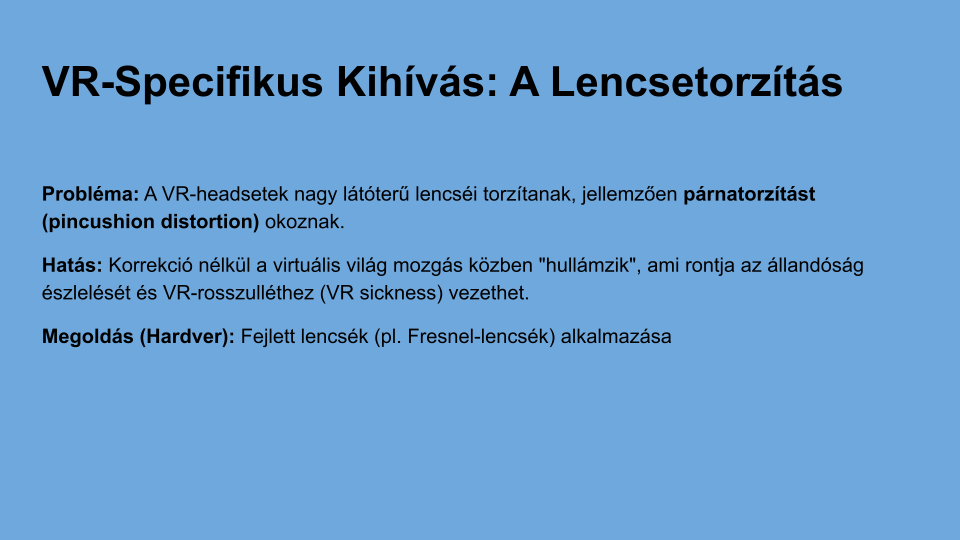 VR-Specifikus Kihívás: A Lencsetorzítás
Probléma: A VR-headsetek nagy látóterű lencséi torzítanak, jellemzően párnatorzítást
(pincushion distortion) okoznak.
Hatás: Korrekció nélkül a virtuális világ mozgás közben "hullámzik", ami rontja az állandóság
észlelését és VR-rosszulléthez (VR sickness) vezethet.
Megoldás (Hardver): Fejlett lencsék (pl. Fresnel-lencsék) alkalmazása